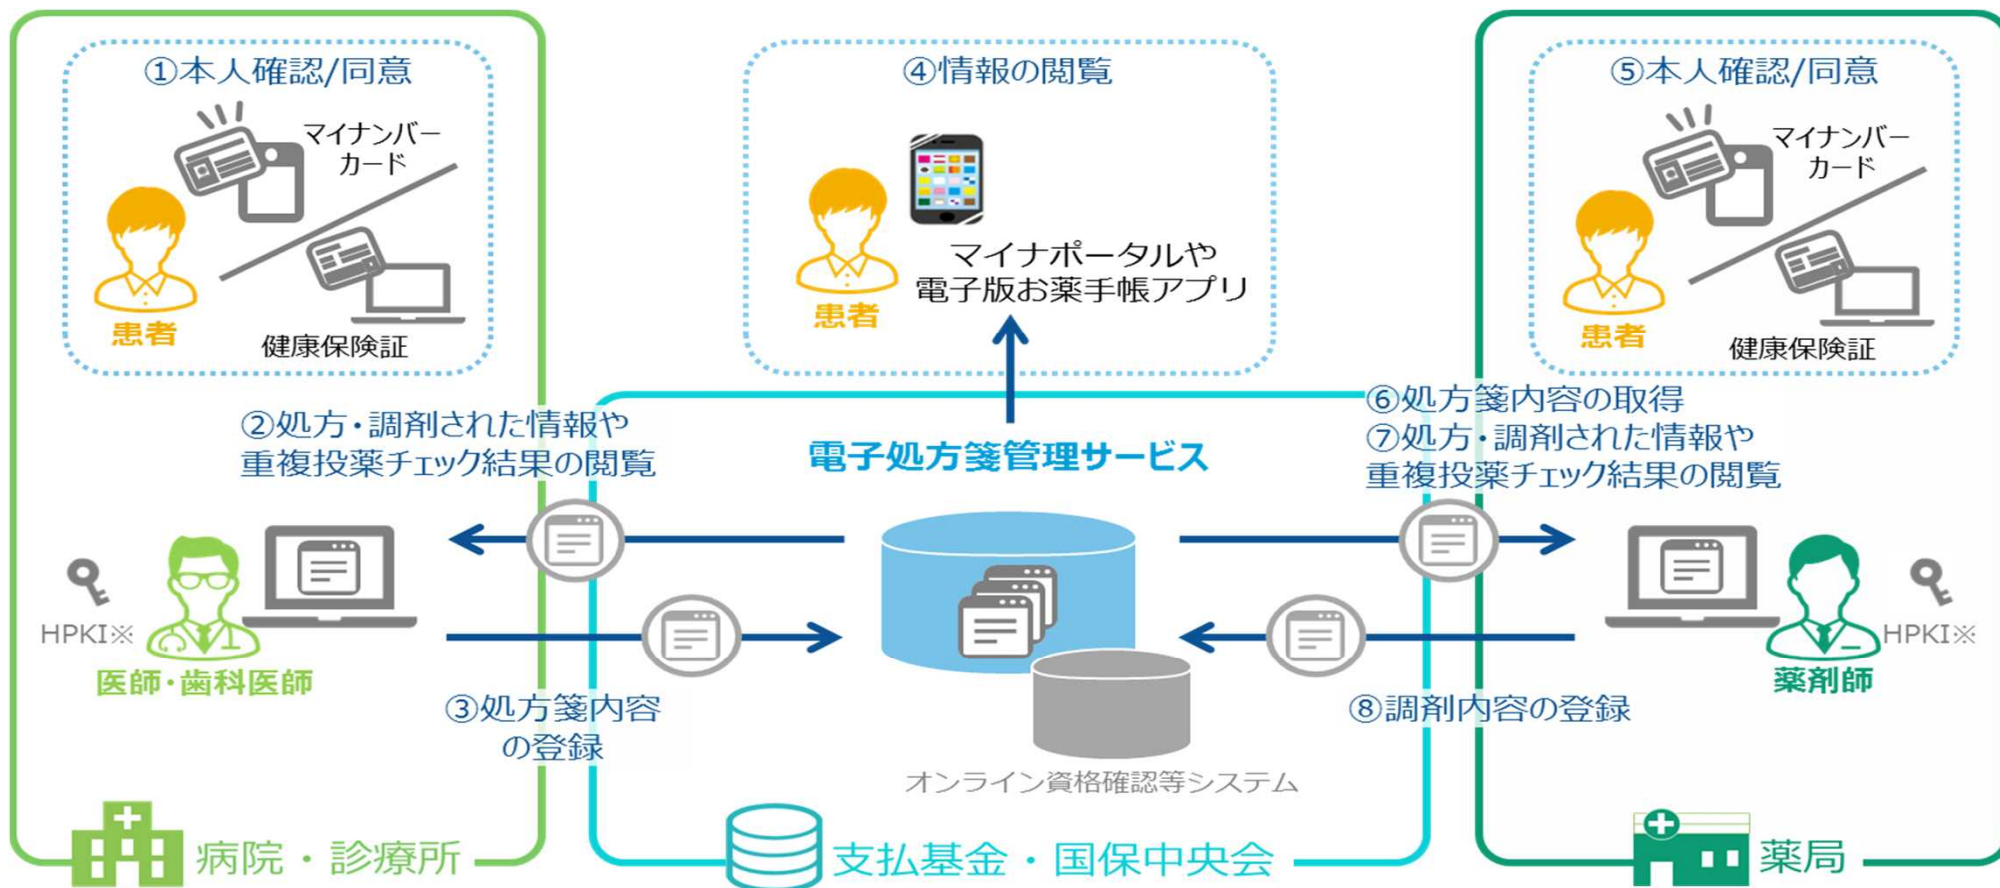 ①本人確認/同意
マイナンバー
カード
患者
健康保険証
②処方・調剤された情報や
重複投薬チェック結果の閲覧
HPKI※
医師・歯科医師
③処方箋内容
の登録
病院・診療所
④情報の閲覧
マイナポータルや
電子版お薬手帳アプリ
患者
電子処方箋管理サービス
オンライン資格確認等システム
支払基金・国保中央会
⑤本人確認/同意
マイナンバー
カード
患者
健康保険証
⑥処方箋内容の取得
⑦処方・調剤された情報や
重複投薬チェック結果の閲覧
HPKI※
薬剤師
⑧調剤内容の登録
薬局